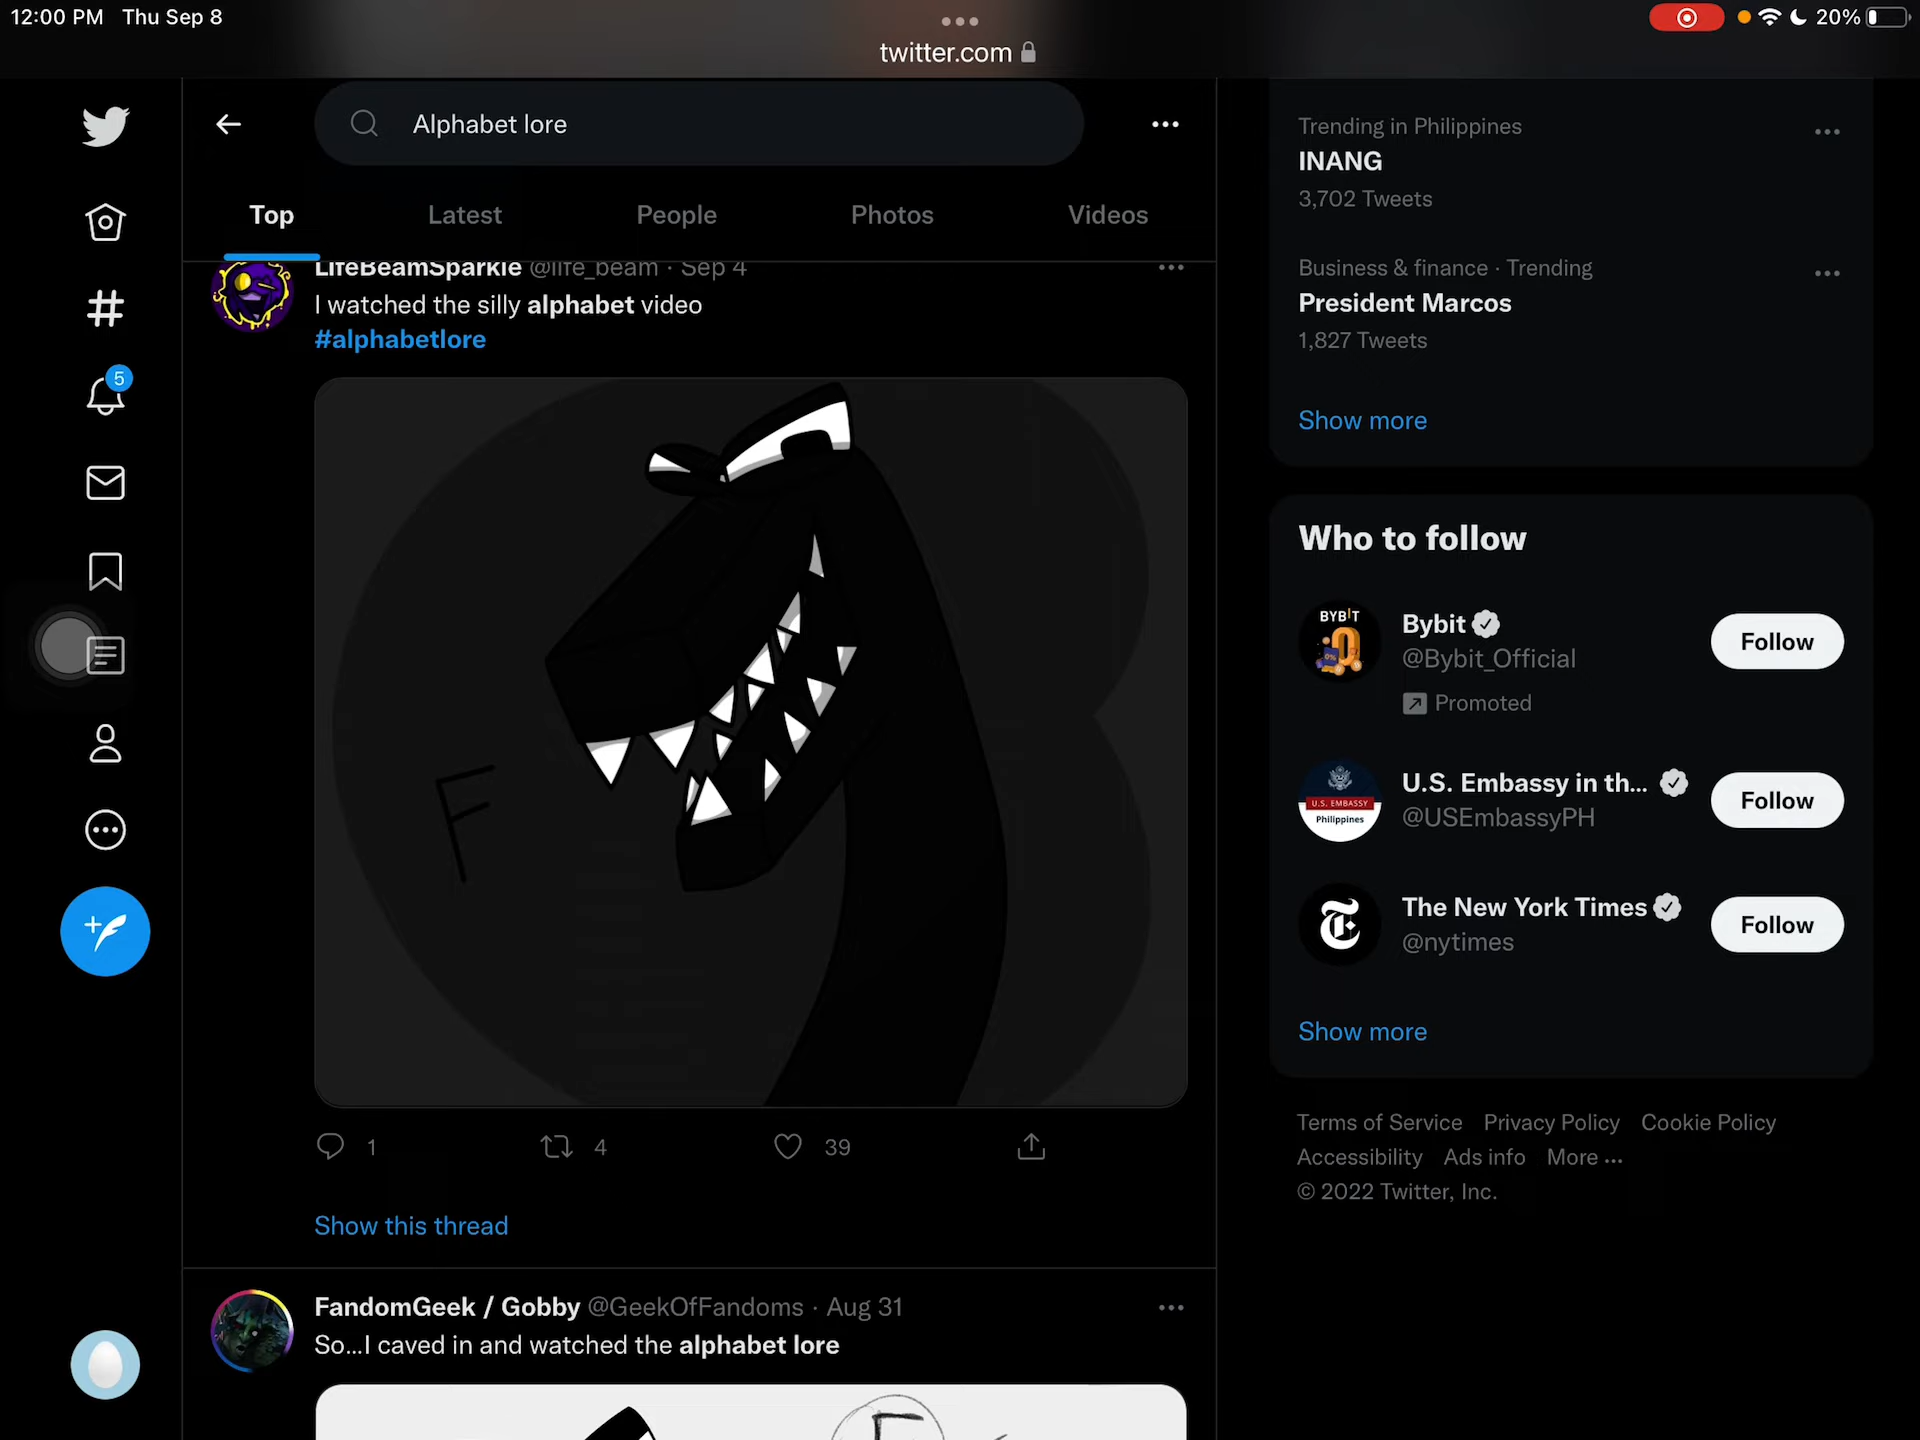 12:00 PM Thu Sep 8
20%
twitter.com
Alphabet lore
Top Latest People Photos Videos
LifeBeamSparkle @life_beam · Sep 4
I watched the silly alphabet video
#alphabetlore
F
1 4 39
Show this thread
FandomGeek / Gobby @GeekOfFandoms · Aug 31
So...I caved in and watched the alphabet lore
F
5
Trending in Philippines
INANG
3,702 Tweets
Business & finance · Trending
President Marcos
1,827 Tweets
Show more
Who to follow
BYBIT
Bybit
@Bybit_Official
Promoted
Follow
U.S. EMBASSY
Philippines
U.S. Embassy in th...
@USEmbassyPH
Follow
The New York Times
@nytimes
Follow
Show more
Terms of Service Privacy Policy Cookie Policy
Accessibility Ads info More ...
© 2022 Twitter, Inc.